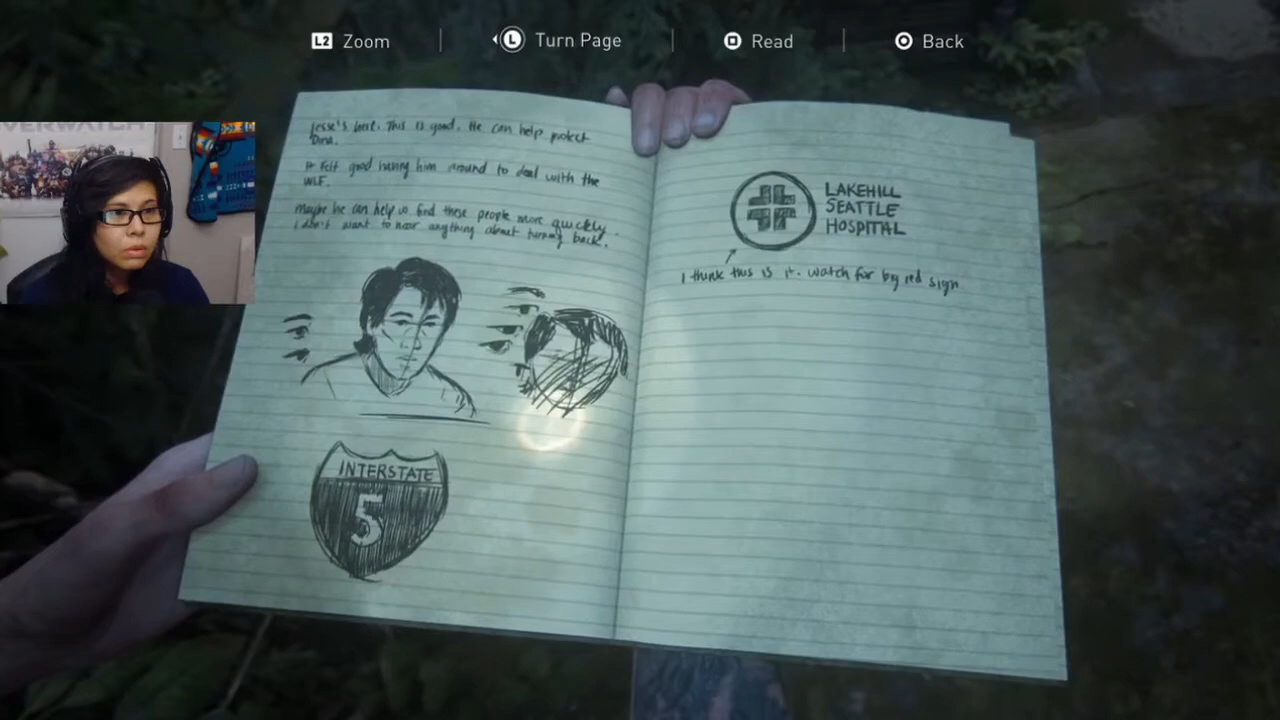 L2 Zoom
L Turn Page
Read
Back
VERWATCH
Jesse's here. This is good. He can help protect
Dina.
It felt good having him around to deal with the
WLF.
Maybe he can help us find these people more quickly.
I don't want to hear anything about turning back.
INTERSTATE
5
LAKEHILL
SEATTLE
HOSPITAL
I think this is it. watch for big red sign